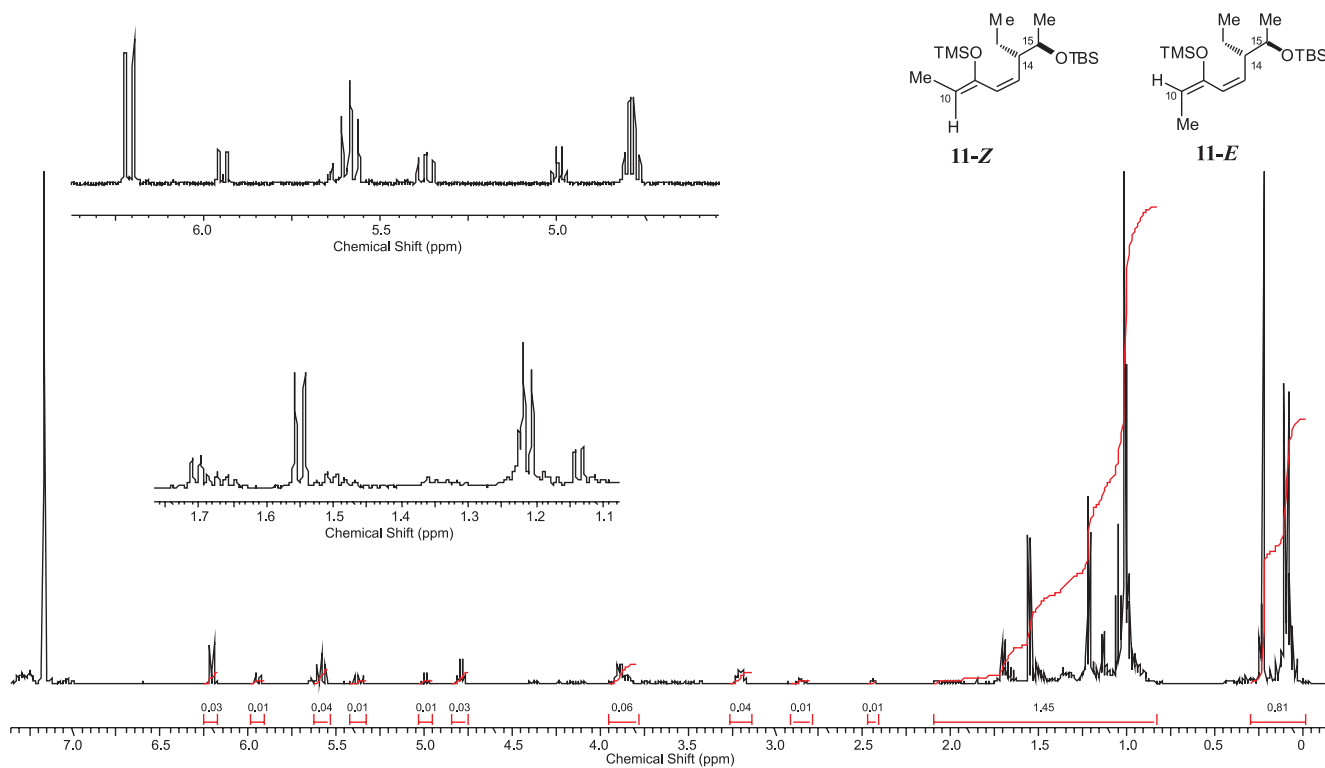 Me
Me
TMSO
15
OTBS
14
Me
10
H
11-Z
Me
Me
TMSO
15
OTBS
14
H
10
Me
11-E
6.0 5.5 5.0
Chemical Shift (ppm)
1.7 1.6 1.5 1.4 1.3 1.2 1.1
Chemical Shift (ppm)
0.03 0.01 0.04 0.01 0.01 0.03 0.06 0.04 0.01 0.01 1.45 0.81
7.0 6.5 6.0 5.5 5.0 4.5 4.0 3.5 3.0 2.5 2.0 1.5 1.0 0.5 0
Chemical Shift (ppm)